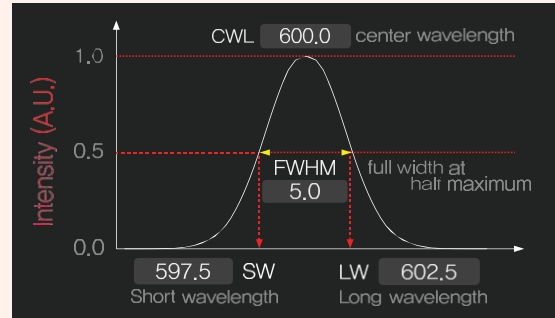 CWL 600.0 center wavelength
1.0
Intensity (A.U.)
0.5
FWHM
5.0
full width at
half maximum
0.0
597.5 SW
LW 602.5
Short wavelength
Long wavelength